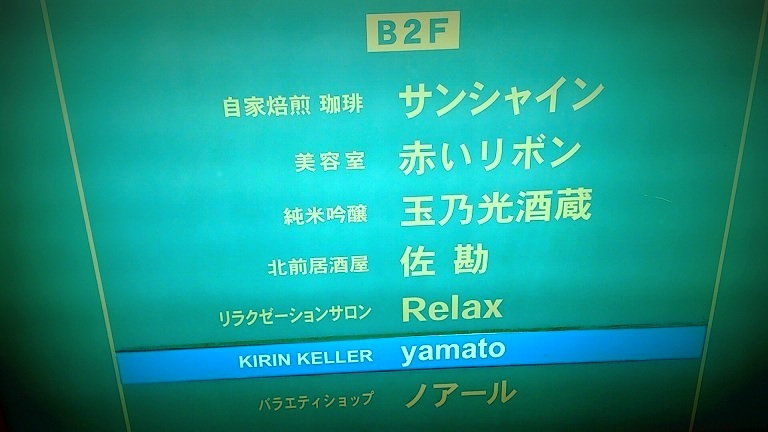 B2F
自家焙煎 珈琲 サンシャイン
美容室 赤いリボン
純米吟醸 玉乃光酒蔵
北前居酒屋 佐勘
リラクゼーションサロン Relax
KIRIN KELLER yamato
バラエティショップ ノアール